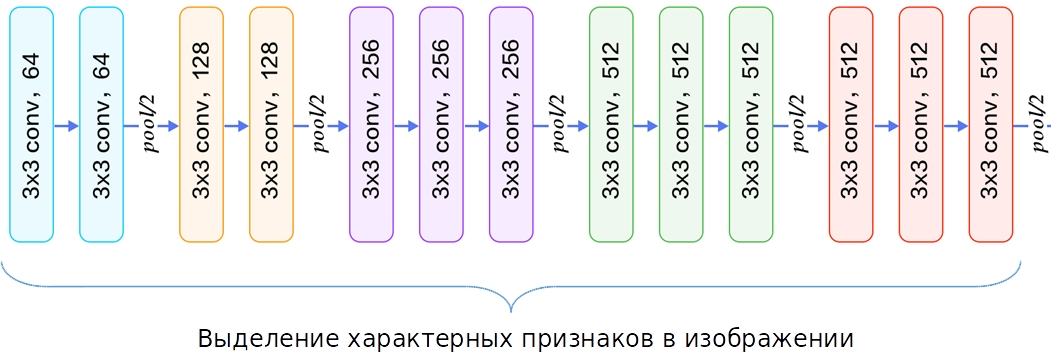 3x3 conv, 64
3x3 conv, 64
pool/2
3x3 conv, 128
3x3 conv, 128
pool/2
3x3 conv, 256
3x3 conv, 256
3x3 conv, 256
pool/2
3x3 conv, 512
3x3 conv, 512
3x3 conv, 512
pool/2
3x3 conv, 512
3x3 conv, 512
3x3 conv, 512
pool/2
Выделение характерных признаков в изображении